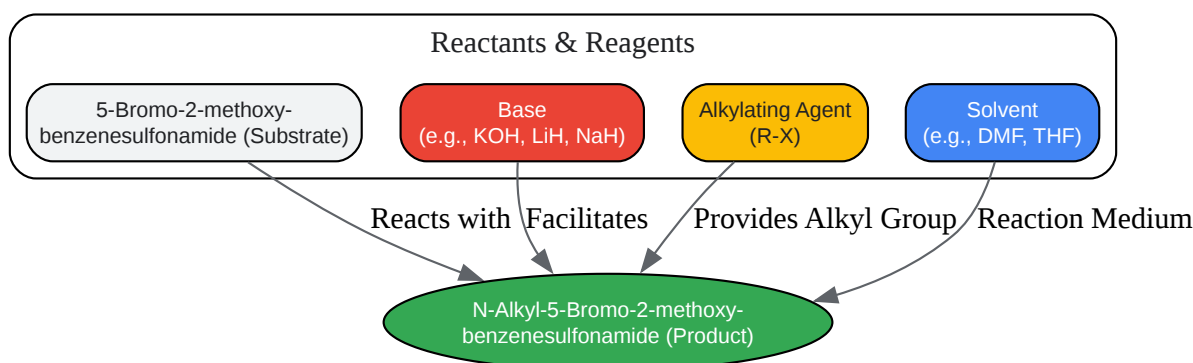 Reactants & Reagents
5-Bromo-2-methoxy-
benzenesulfonamide (Substrate)
Base
(e.g., KOH, LiH, NaH)
Alkylating Agent
(R-X)
Solvent
(e.g., DMF, THF)
Reacts with
Facilitates
Provides Alkyl Group
Reaction Medium
N-Alkyl-5-Bromo-2-methoxy-
benzenesulfonamide (Product)